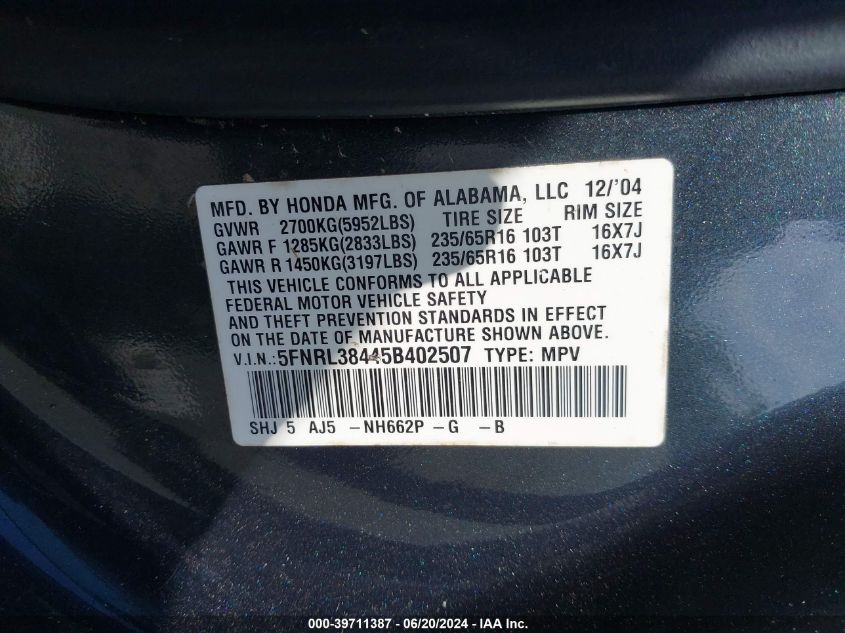 MFD. BY HONDA MFG. OF ALABAMA, LLC 12/'04
GVWR 2700KG(5952LBS) TIRE SIZE RIM SIZE
GAWR F 1285KG(2833LBS) 235/65R16 103T 16X7J
GAWR R 1450KG(3197LBS) 235/65R16 103T 16X7J
THIS VEHICLE CONFORMS TO ALL APPLICABLE
FEDERAL MOTOR VEHICLE SAFETY
AND THEFT PREVENTION STANDARDS IN EFFECT
ON THE DATE OF MANUFACTURE SHOWN ABOVE.
V.I.N.: 5FNRL38445B402507 TYPE: MPV
SHJ 5 AJ5 -NH662P -G -B
000-39711387 - 06/20/2024 - IAA Inc.